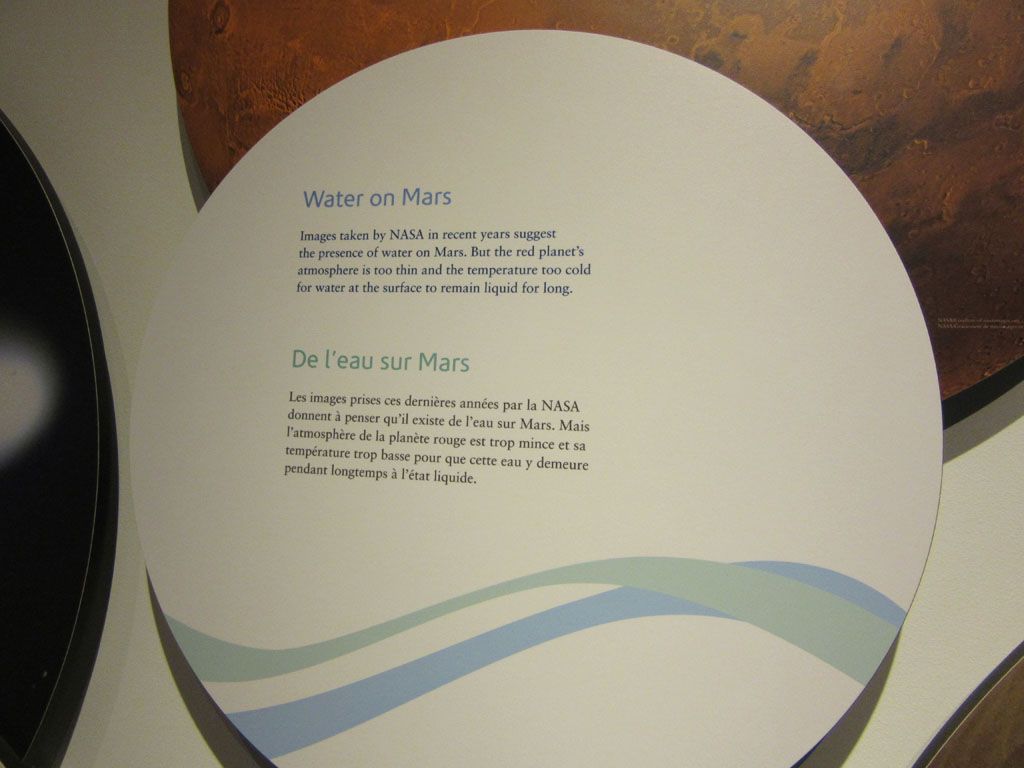 Water on Mars
Images taken by NASA in recent years suggest
the presence of water on Mars. But the red planet's
atmosphere is too thin and the temperature too cold
for water at the surface to remain liquid for long.
De l'eau sur Mars
Les images prises ces dernières années par la NASA
donnent à penser qu'il existe de l'eau sur Mars. Mais
l'atmosphère de la planète rouge est trop mince et sa
température trop basse pour que cette eau y demeure
pendant longtemps à l'état liquide.